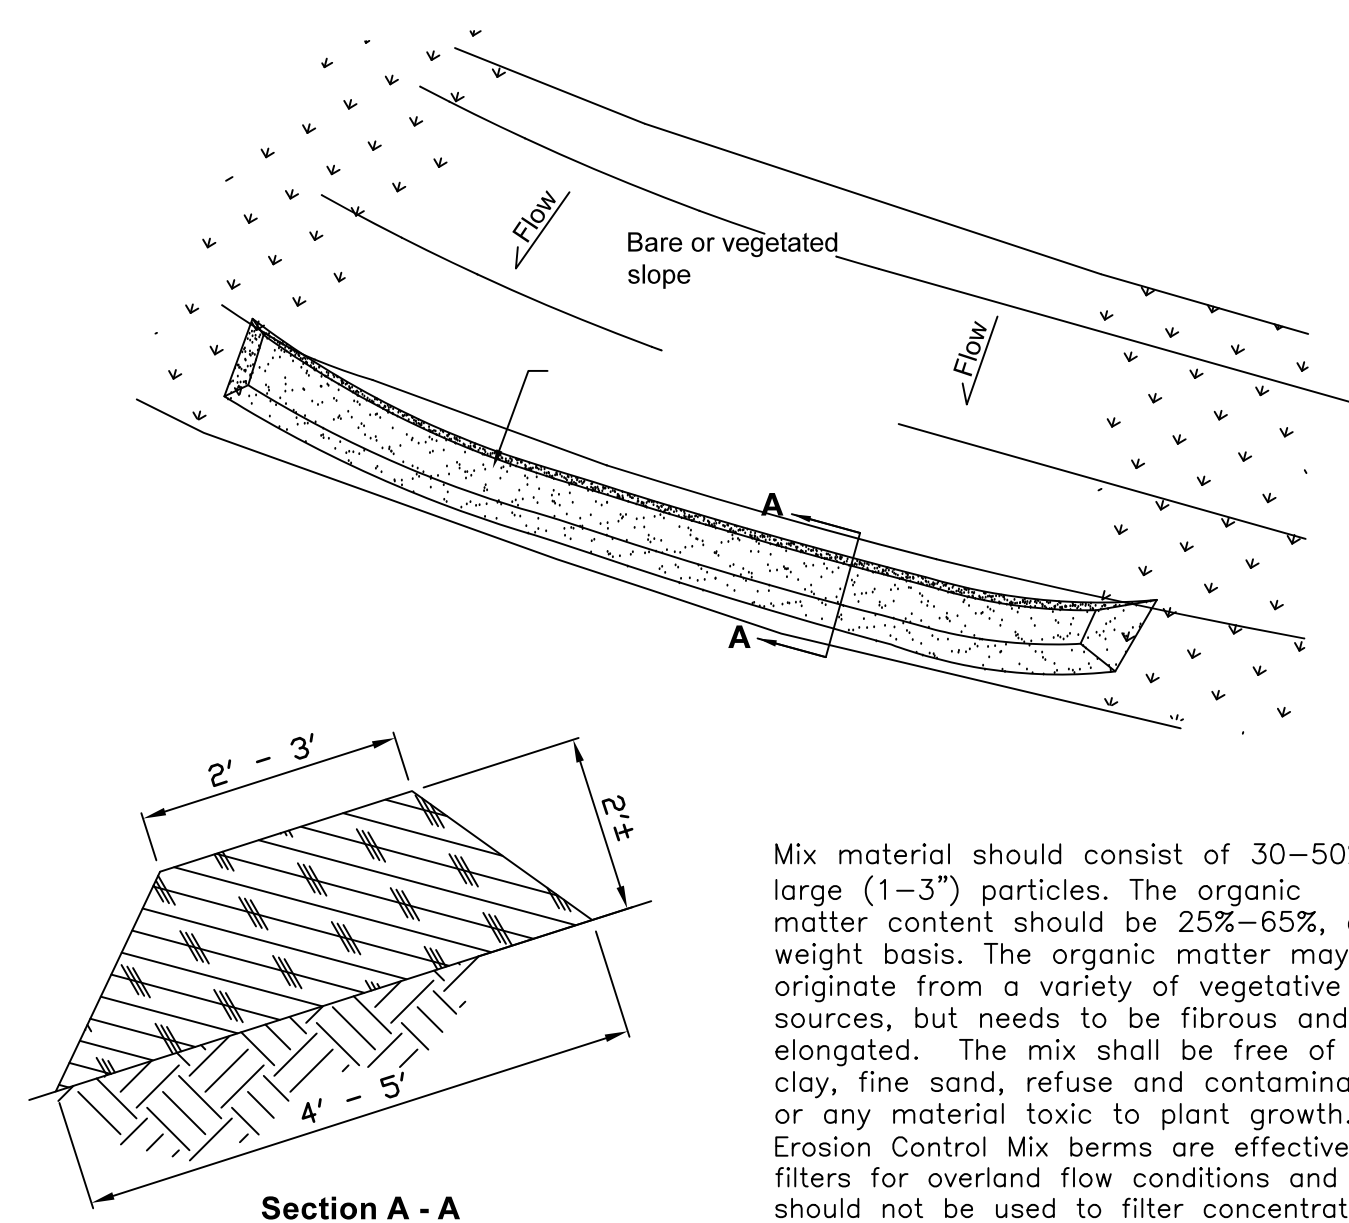 Flow
Bare or vegetated
slope
Flow
A
A
2' - 3'
2'±
4' - 5'
Section A - A
Mix material should consist of 30-50%
large (1-3") particles. The organic
matter content should be 25%-65%,
weight basis. The organic matter may
originate from a variety of vegetative
sources, but needs to be fibrous and
elongated. The mix shall be free of
clay, fine sand, refuse and contamina
or any material toxic to plant growth.
Erosion Control Mix berms are effective
filters for overland flow conditions and
should not be used to filter concentrat